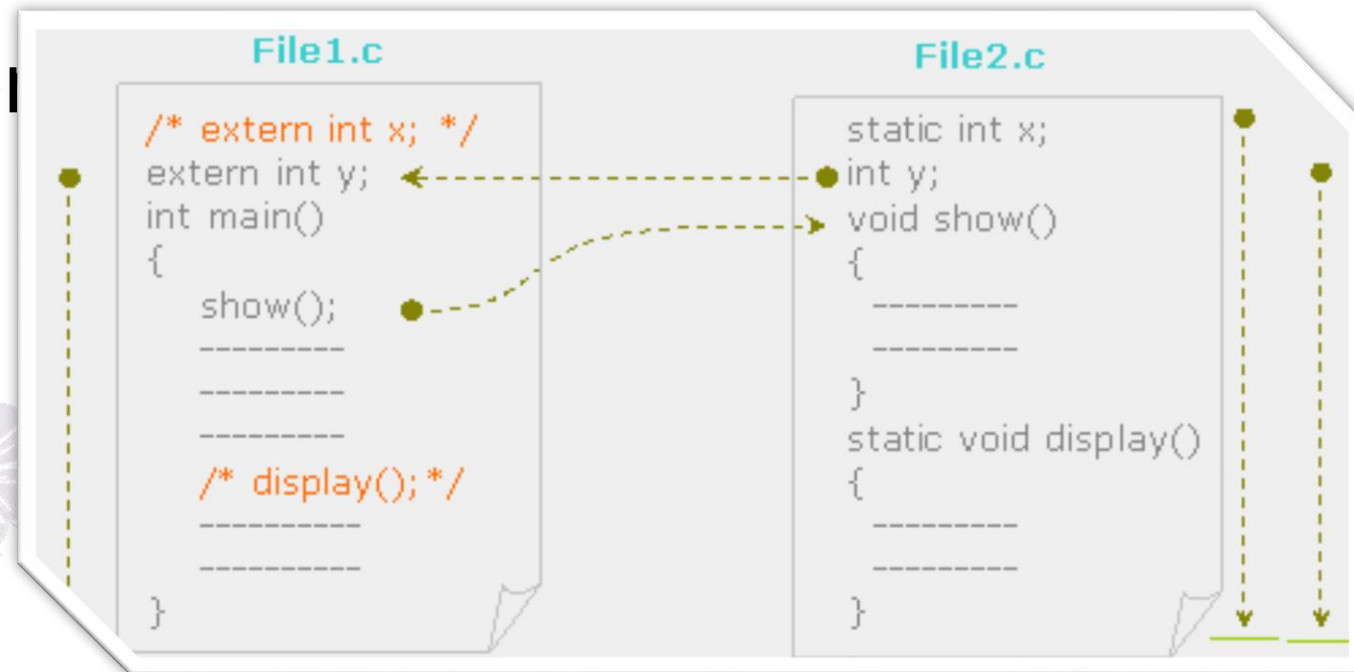 File1.c
/* extern int x; */
extern int y;
int main()
{
show();
---------
---------
---------
/* display(); */
----------
----------
}
File2.c
static int x;
int y;
void show()
{
---------
---------
}
static void display()
{
---------
---------
}